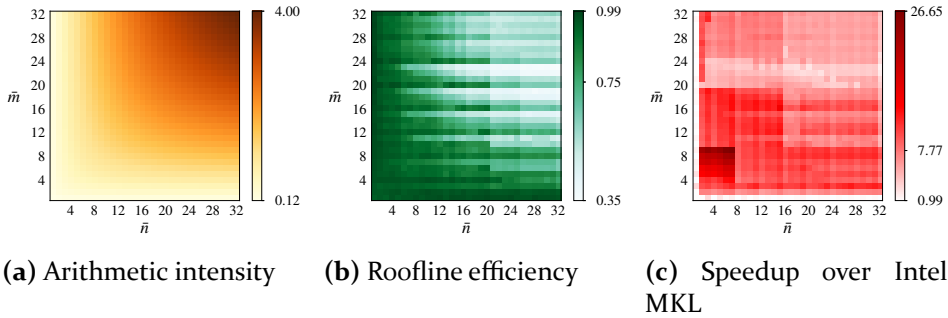 4.00
32
28
24
20
m̄ 16
12
8
4
4 8 12 16 20 24 28 32
n̄
0.12
0.99
32
28
24
20
m̄ 16
12
8
4
4 8 12 16 20 24 28 32
n̄
0.75
0.35
26.65
32
28
24
20
m̄ 16
12
8
4
4 8 12 16 20 24 28 32
n̄
7.77
0.99
(a) Arithmetic intensity
(b) Roofline efficiency
(c) Speedup over Intel
MKL